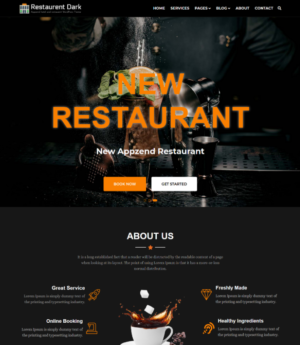 Restaurent Dark
HOME SERVICES PAGES BLOG ABOUT CONTACT
NEW
RESTAURANT
New Appzend Restaurant
BOOK NOW
GET STARTED
ABOUT US
It is a long established fact that a reader will be distracted by the readable content of a page
when looking at its layout. The point of using Lorem Ipsum is that it has a more-or-less
normal distribution.
Great Service
Lorem Ipsum is simply dummy text of
the printing and typesetting industry.
Freshly Made
Lorem Ipsum is simply dummy text of
the printing and typesetting industry.
Online Booking
Lorem Ipsum is simply dummy text of
the printing and typesetting industry.
Healthy Ingredients
Lorem Ipsum is simply dummy text of
the printing and typesetting industry.